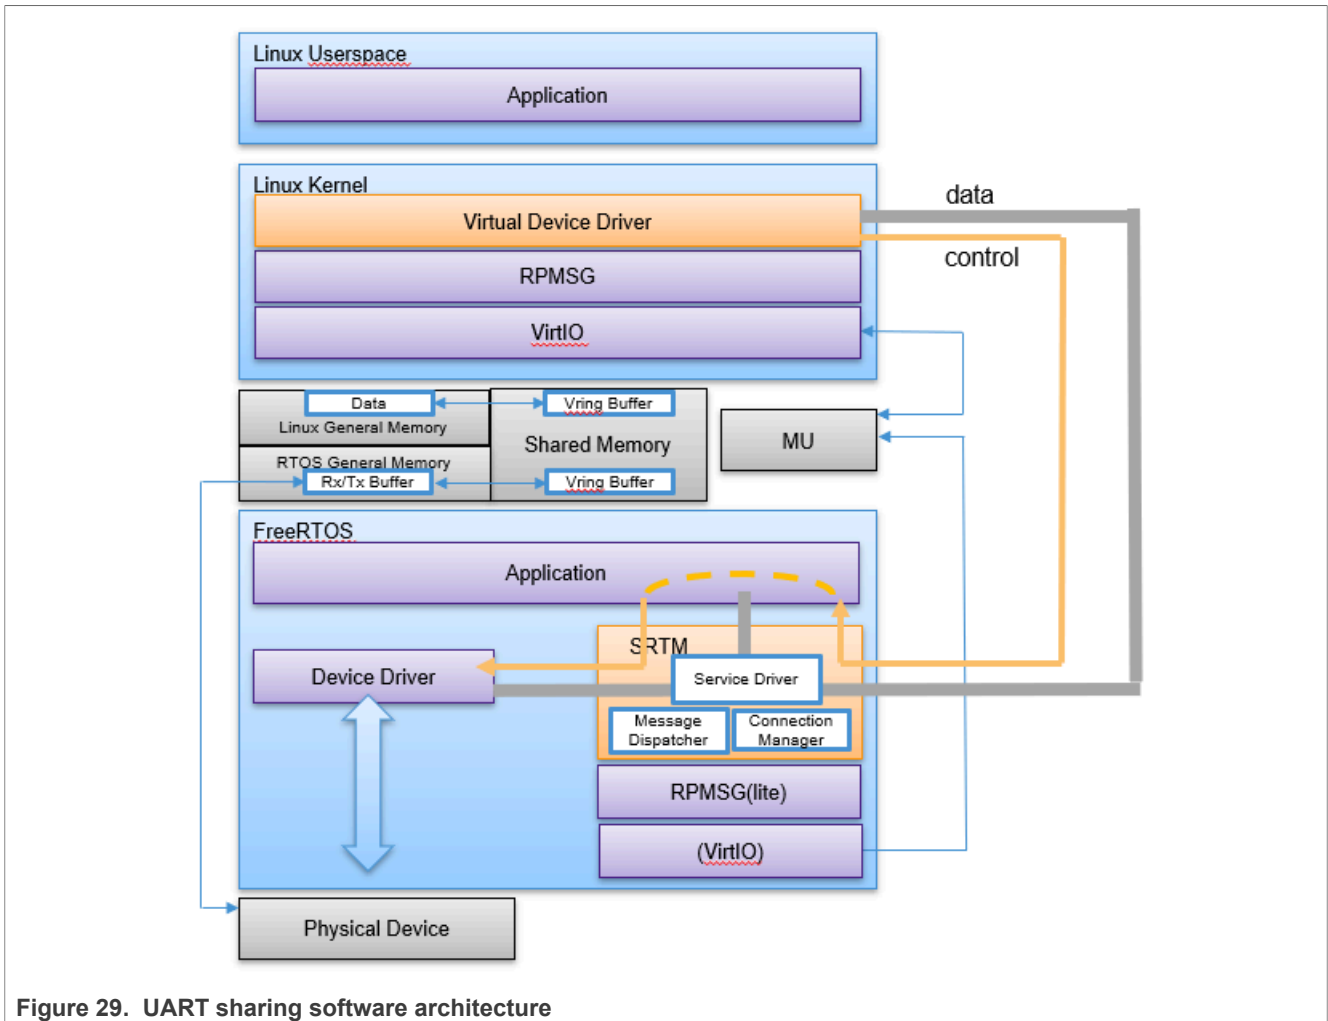 Linux Userspace
Application
Linux Kernel
Virtual Device Driver
RPMSG
VirtIO
data
control
Data
Linux General Memory
Vring Buffer
Shared Memory
RTOS General Memory
Rx/Tx Buffer
Vring Buffer
MU
FreeRTOS
Application
SRTM
Device Driver
Service Driver
Message
Dispatcher
Connection
Manager
RPMSG(lite)
(VirtIO)
Physical Device
Figure 29. UART sharing software architecture